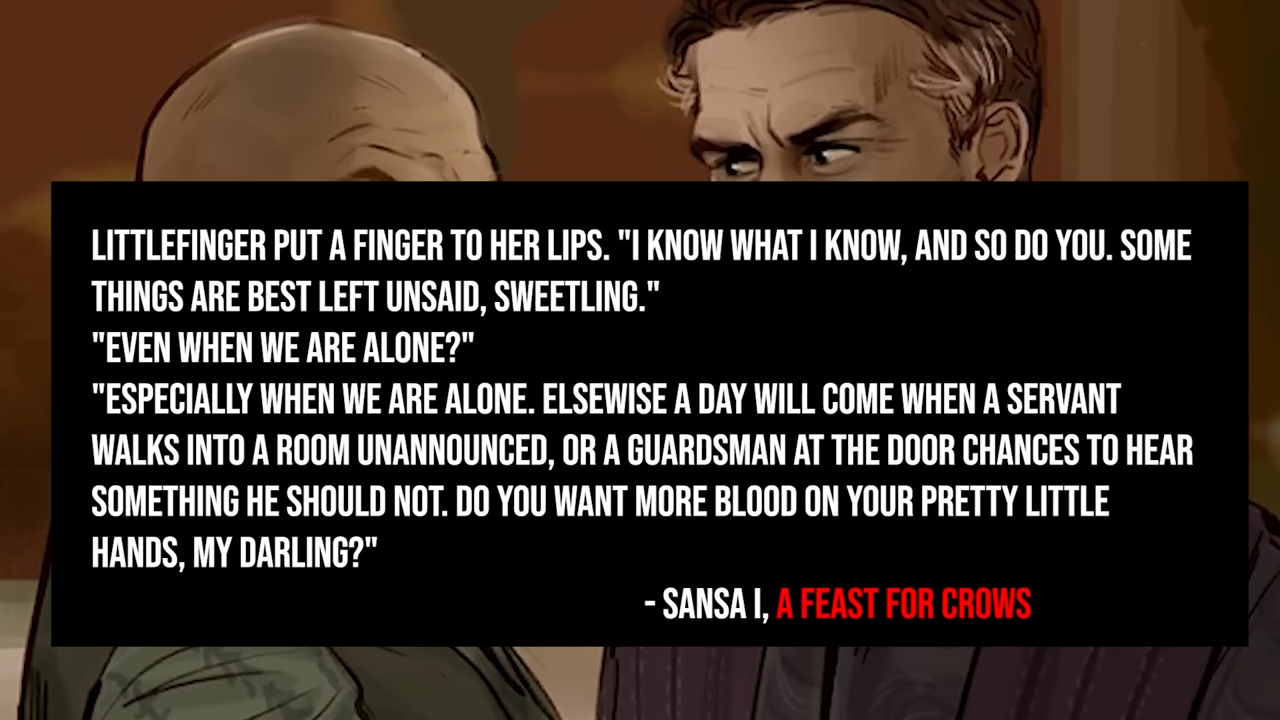 LITTLEFINGER PUT A FINGER TO HER LIPS. "I KNOW WHAT I KNOW, AND SO DO YOU. SOME
THINGS ARE BEST LEFT UNSAID, SWEETLING."
"EVEN WHEN WE ARE ALONE?"
"ESPECIALLY WHEN WE ARE ALONE. ELSEWISE A DAY WILL COME WHEN A SERVANT
WALKS INTO A ROOM UNANNOUNCED, OR A GUARDSMAN AT THE DOOR CHANCES TO HEAR
SOMETHING HE SHOULD NOT. DO YOU WANT MORE BLOOD ON YOUR PRETTY LITTLE
HANDS, MY DARLING?"
- SANSA I, A FEAST FOR CROWS